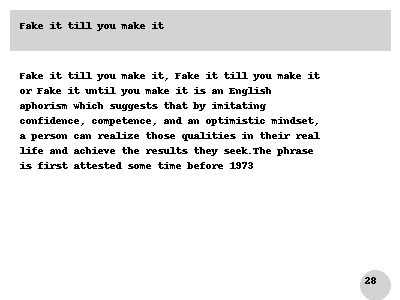 Fake it till you make it
Fake it till you make it, Fake it till you make it
or Fake it until you make it is an English
aphorism which suggests that by imitating
confidence, competence, and an optimistic mindset,
a person can realize those qualities in their real
life and achieve the results they seek.The phrase
is first attested some time before 1973
28